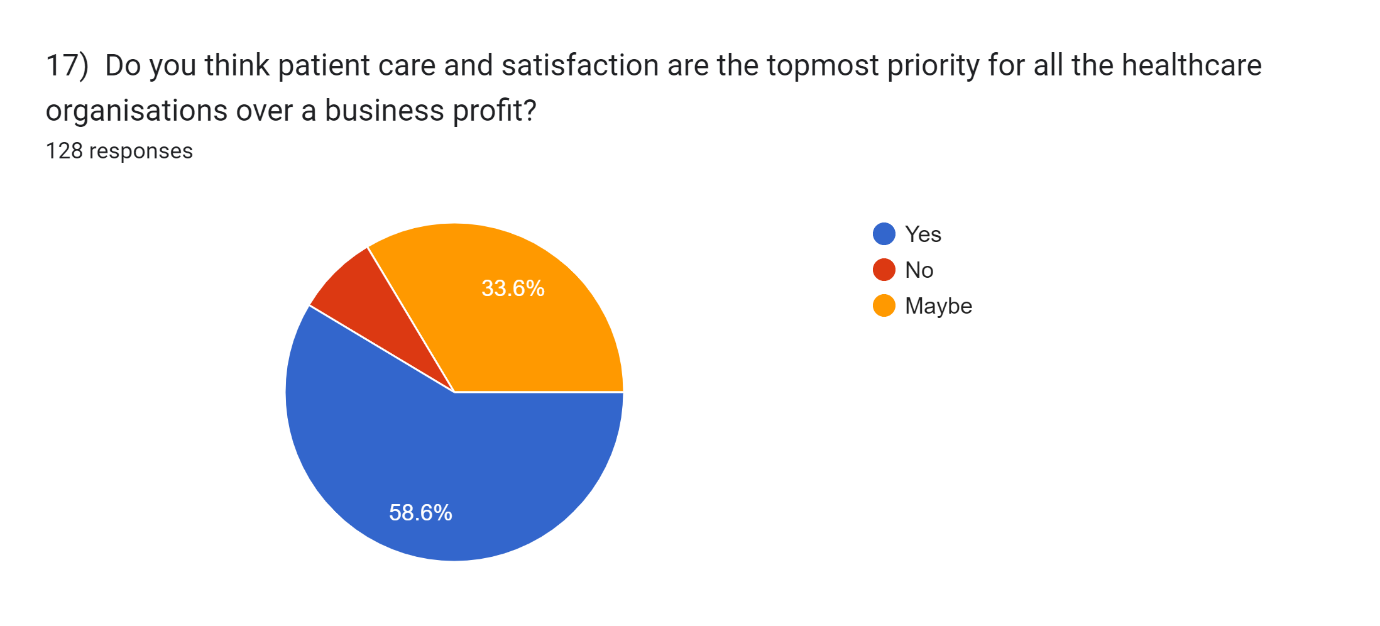 17)  Do you think patient care and satisfaction are the topmost priority for all the healthcare
organisations over a business profit?
128 responses
Yes
No
Maybe
33.6%
58.6%